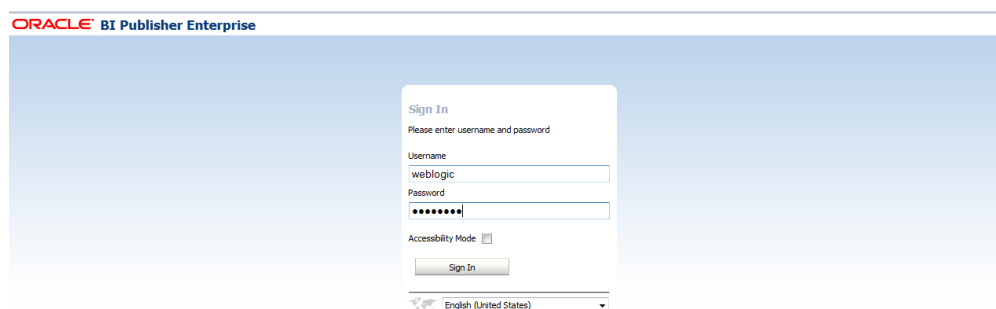 ORACLE BI Publisher Enterprise
Sign In
Please enter username and password
Username
weblogic
Password
••••••••
Accessibility Mode
Sign In
English (United States)